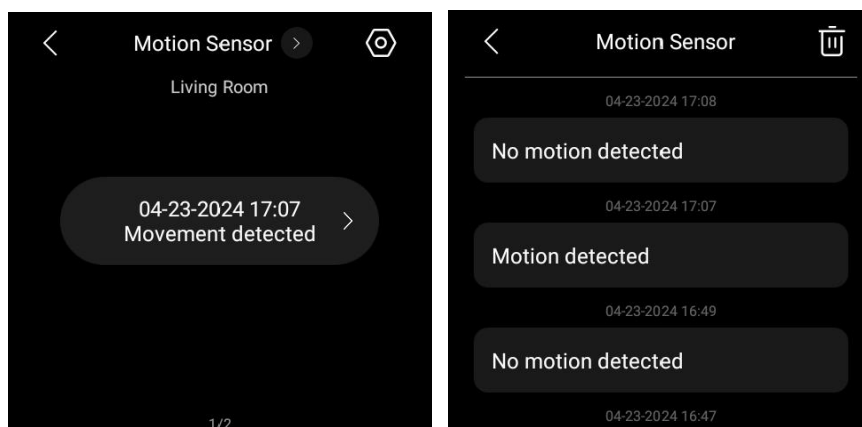 Motion Sensor
Living Room
04-23-2024 17:07
Movement detected
1/2
Motion Sensor
04-23-2024 17:08
No motion detected
04-23-2024 17:07
Motion detected
04-23-2024 16:49
No motion detected
04-23-2024 16:47